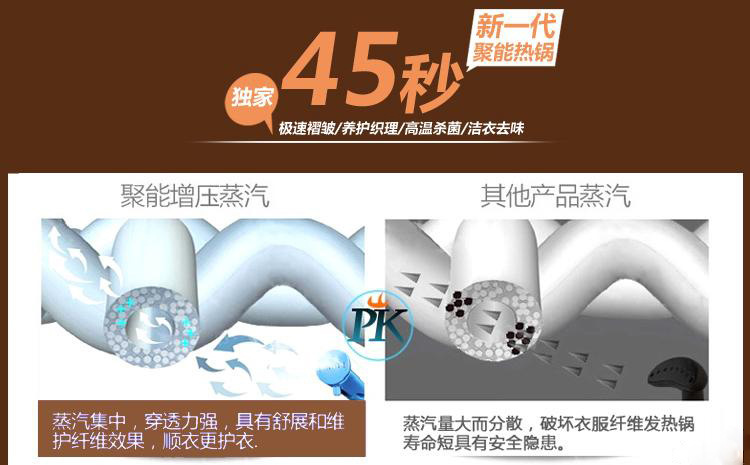 新一代
聚能热锅
独家
45秒
极速褶皱/养护织理/高温杀菌/洁衣去味
聚能增压蒸汽
其他产品蒸汽
PK
蒸汽集中，穿透力强，具有舒展和维
护纤维效果，顺衣更护衣.
蒸汽量大而分散，破坏衣服纤维发热锅
寿命短具有安全隐患。